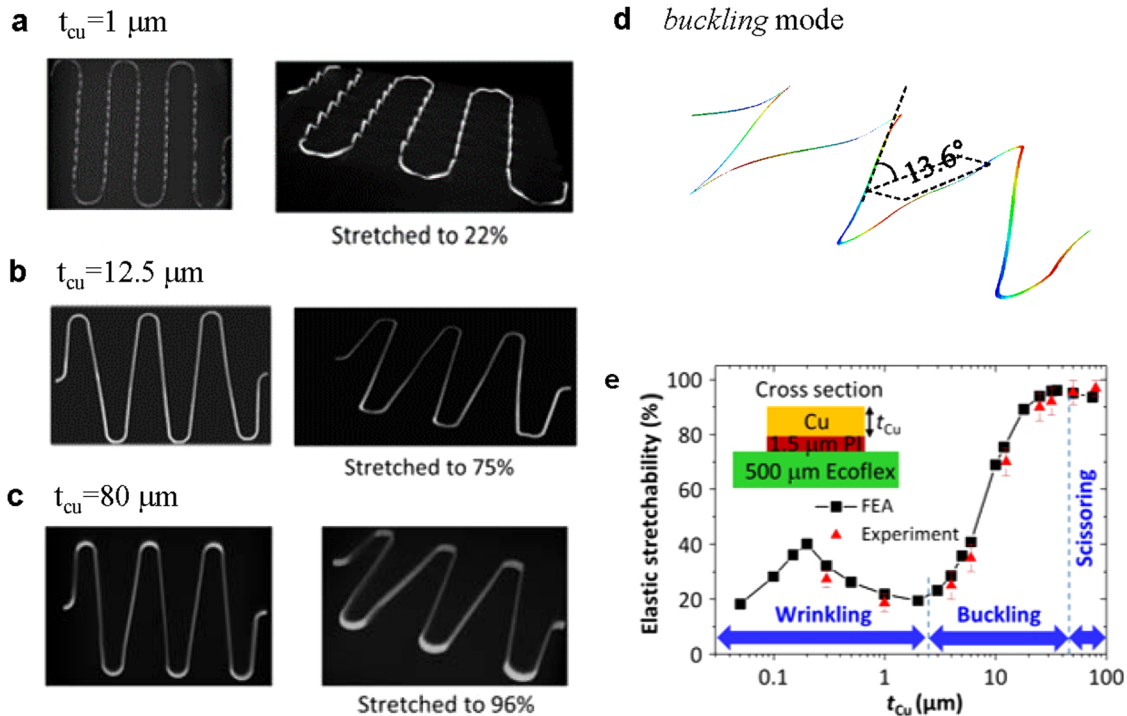 a t_cu=1 μm
Stretched to 22%
b t_cu=12.5 μm
Stretched to 75%
c t_cu=80 μm
Stretched to 96%
d buckling mode
13.6°
e
Elastic stretchability (%)
100
80
60
40
20
0
Cross section
Cu
t_Cu
1.5 μm PI
500 μm Ecoflex
FEA
Experiment
Wrinkling
Buckling
Scissoring
0.1 1 10 100
t_Cu (μm)